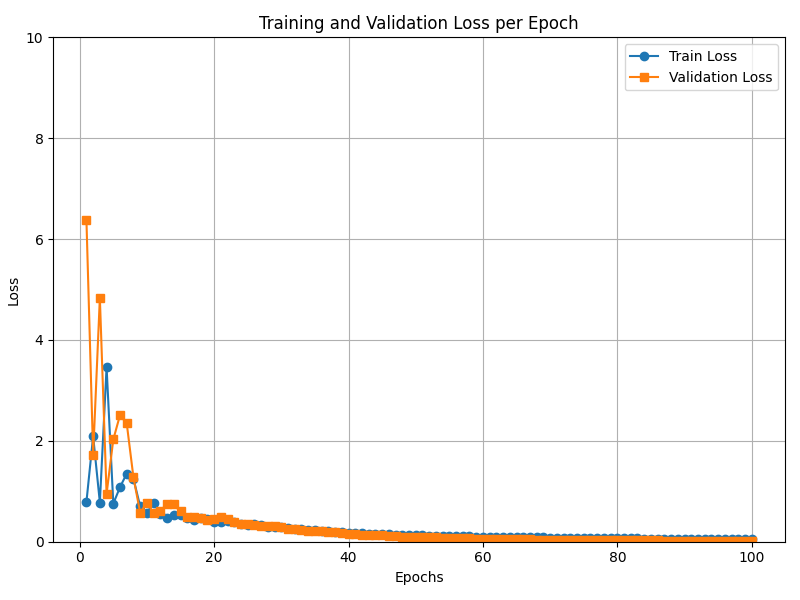 Training and Validation Loss per Epoch
Train Loss
Validation Loss
10
8
6
4
2
0
Loss
0 20 40 60 80 100
Epochs